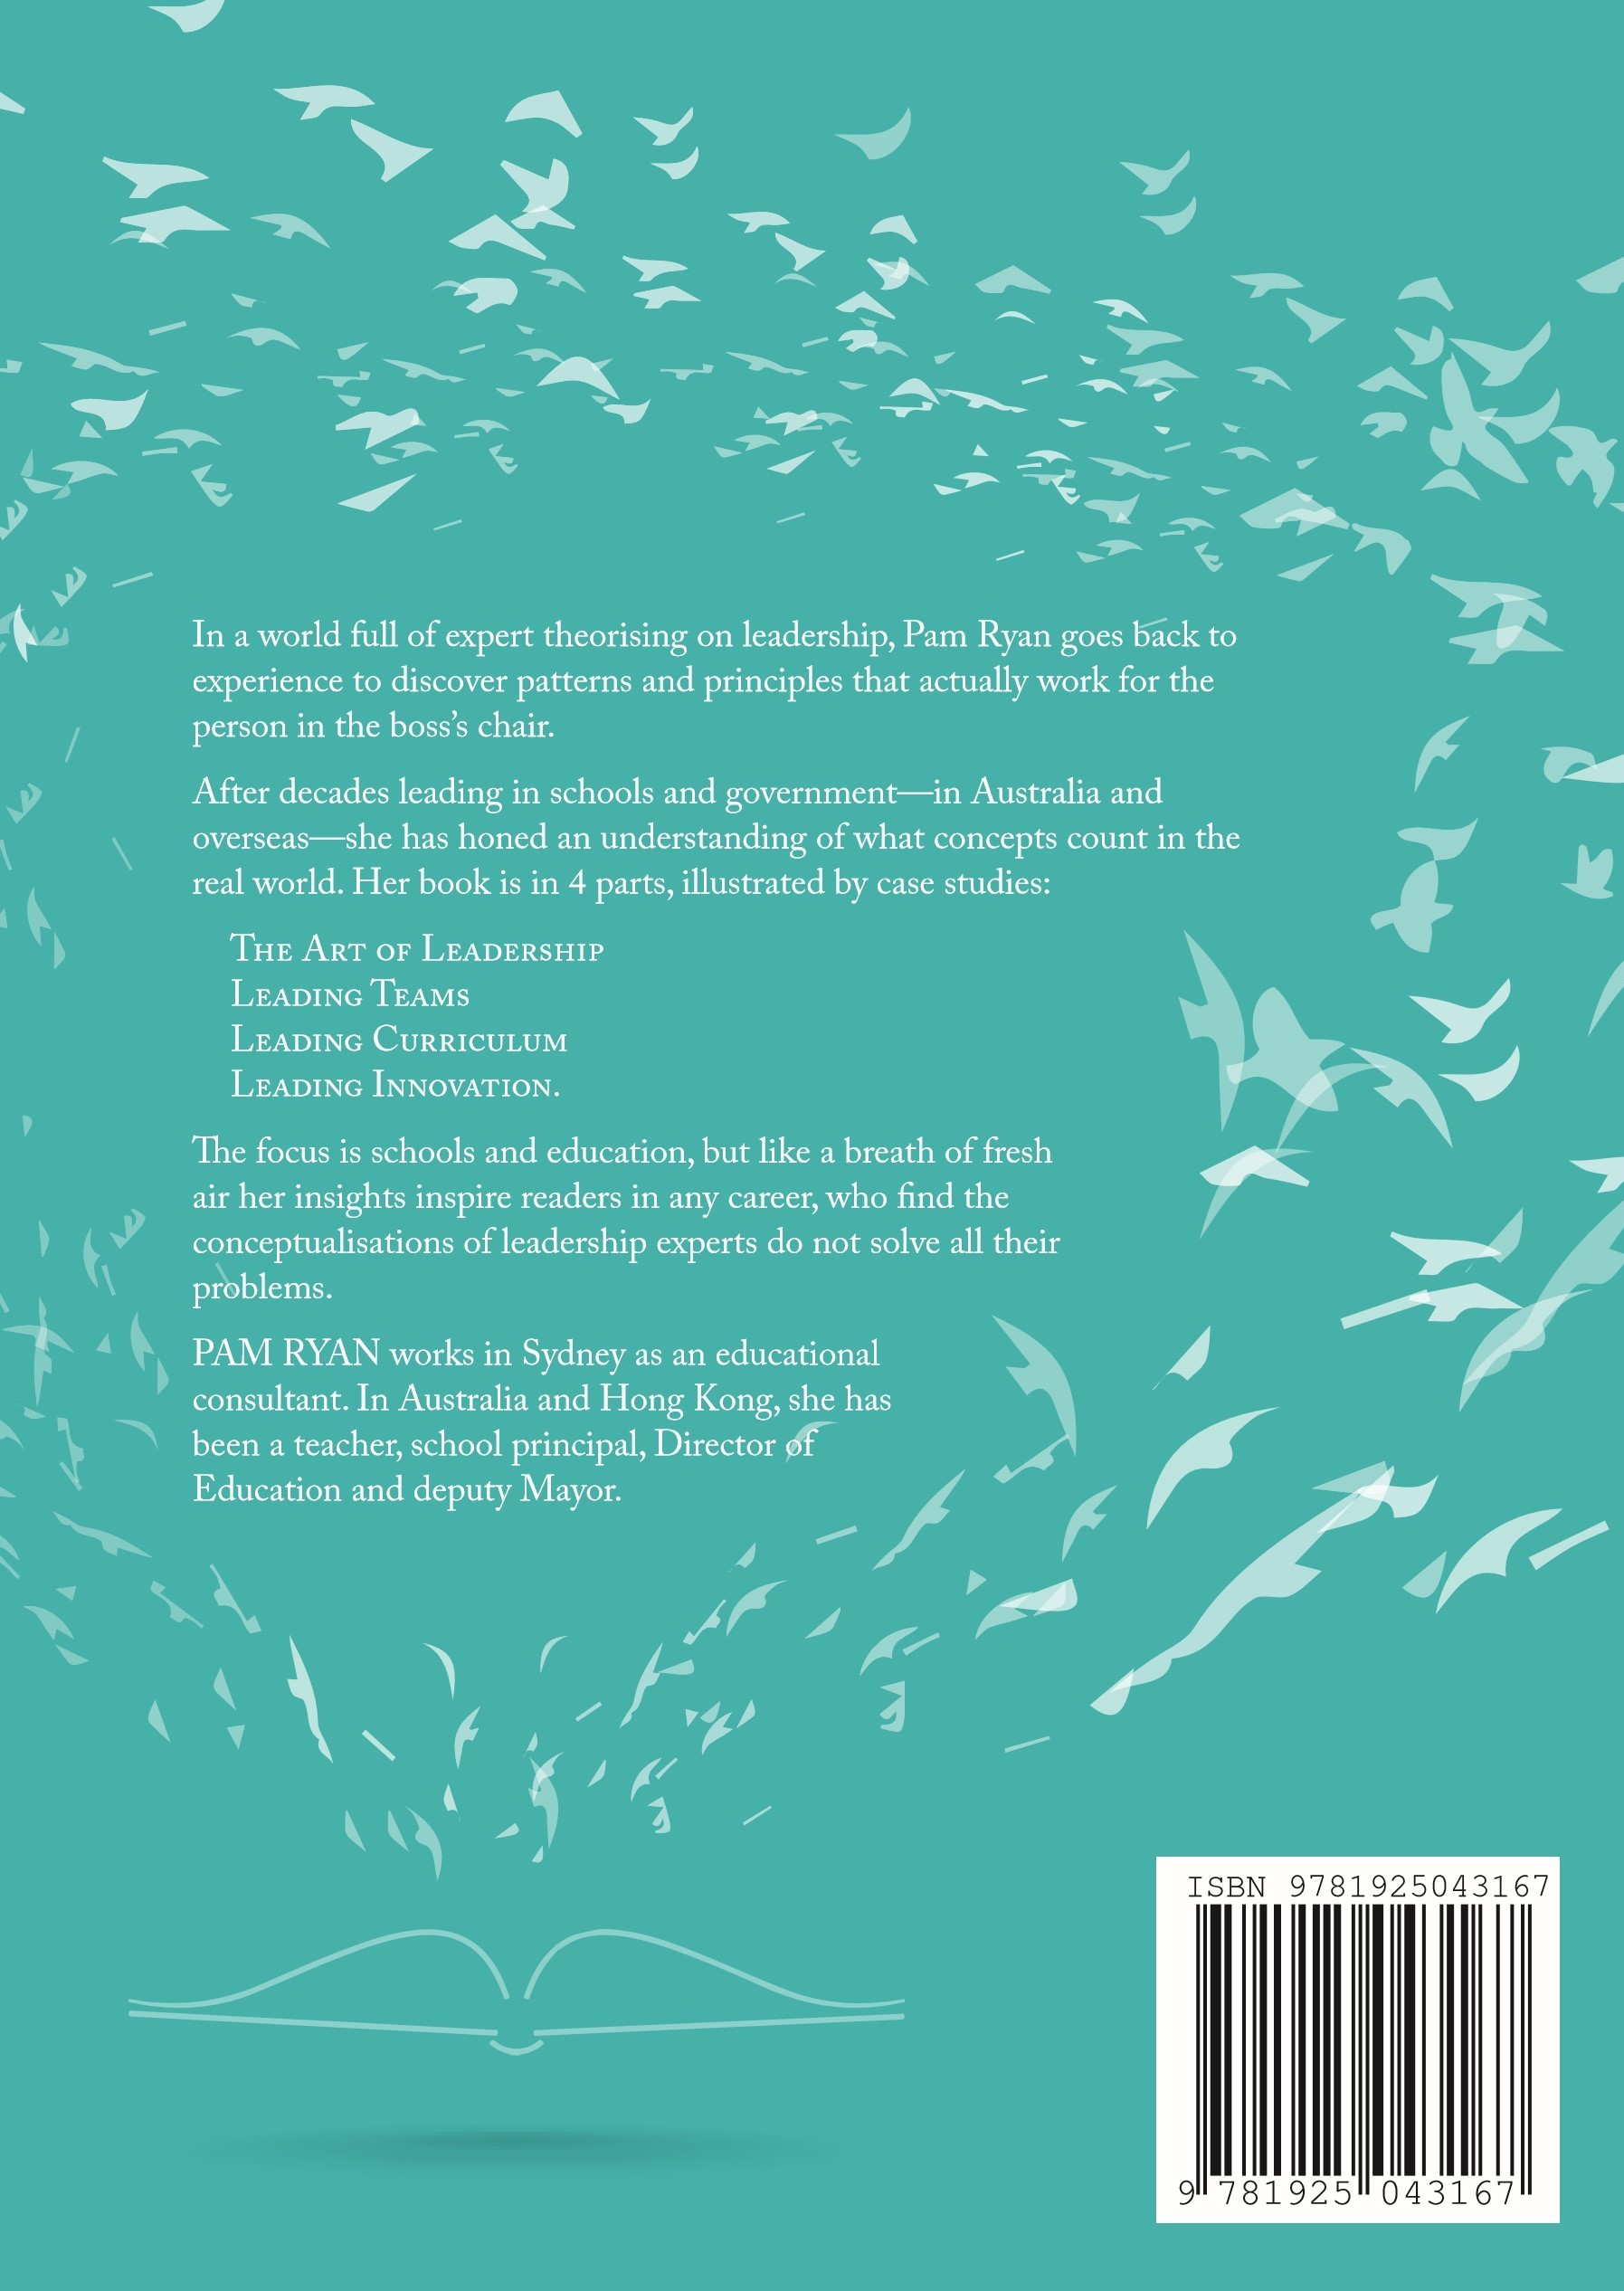 In a world full of expert theorising on leadership, Pam Ryan goes back to
experience to discover patterns and principles that actually work for the
person in the boss’s chair.
After decades leading in schools and government—in Australia and
overseas—she has honed an understanding of what concepts count in the
real world. Her book is in 4 parts, illustrated by case studies:
The Art of Leadership
Leading Teams
Leading Curriculum
Leading Innovation.
The focus is schools and education, but like a breath of fresh
air her insights inspire readers in any career, who find the
conceptualisations of leadership experts do not solve all their
problems.
PAM RYAN works in Sydney as an educational
consultant. In Australia and Hong Kong, she has
been a teacher, school principal, Director of
Education and deputy Mayor.
ISBN 9781925043167
9 781925 043167